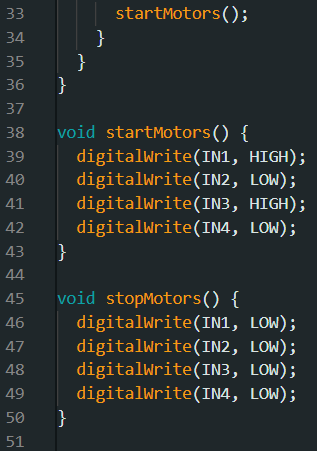 33 startMotors();
34 }
35 }
36 }
37
38 void startMotors() {
39 digitalWrite(IN1, HIGH);
40 digitalWrite(IN2, LOW);
41 digitalWrite(IN3, HIGH);
42 digitalWrite(IN4, LOW);
43 }
44
45 void stopMotors() {
46 digitalWrite(IN1, LOW);
47 digitalWrite(IN2, LOW);
48 digitalWrite(IN3, LOW);
49 digitalWrite(IN4, LOW);
50 }
51